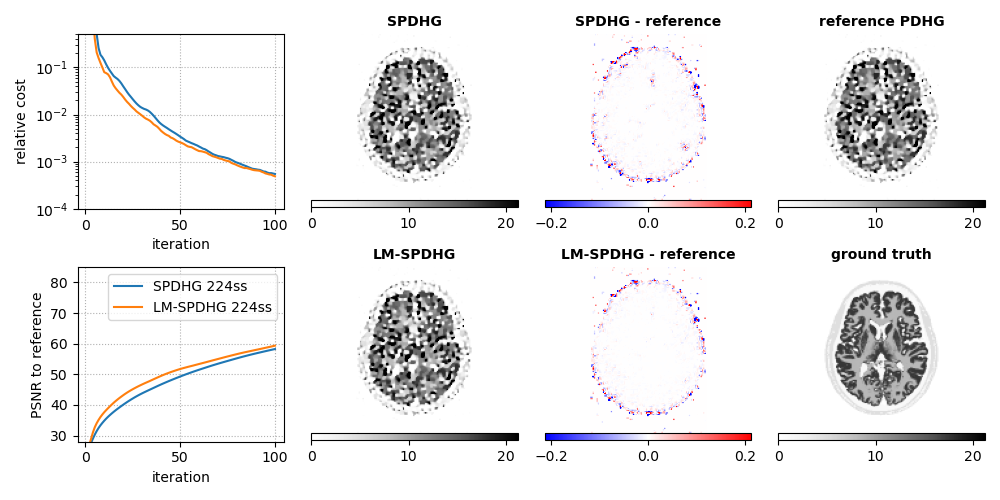 SPDHG
SPDHG - reference
reference PDHG
relative cost
10⁻¹
10⁻²
10⁻³
10⁻⁴
0 50 100
iteration
0 10 20
−0.2 0.0 0.2
0 10 20
LM-SPDHG
LM-SPDHG - reference
ground truth
PSNR to reference
80
70
60
50
40
30
SPDHG 224ss
LM-SPDHG 224ss
0 50 100
iteration
0 10 20
−0.2 0.0 0.2
0 10 20